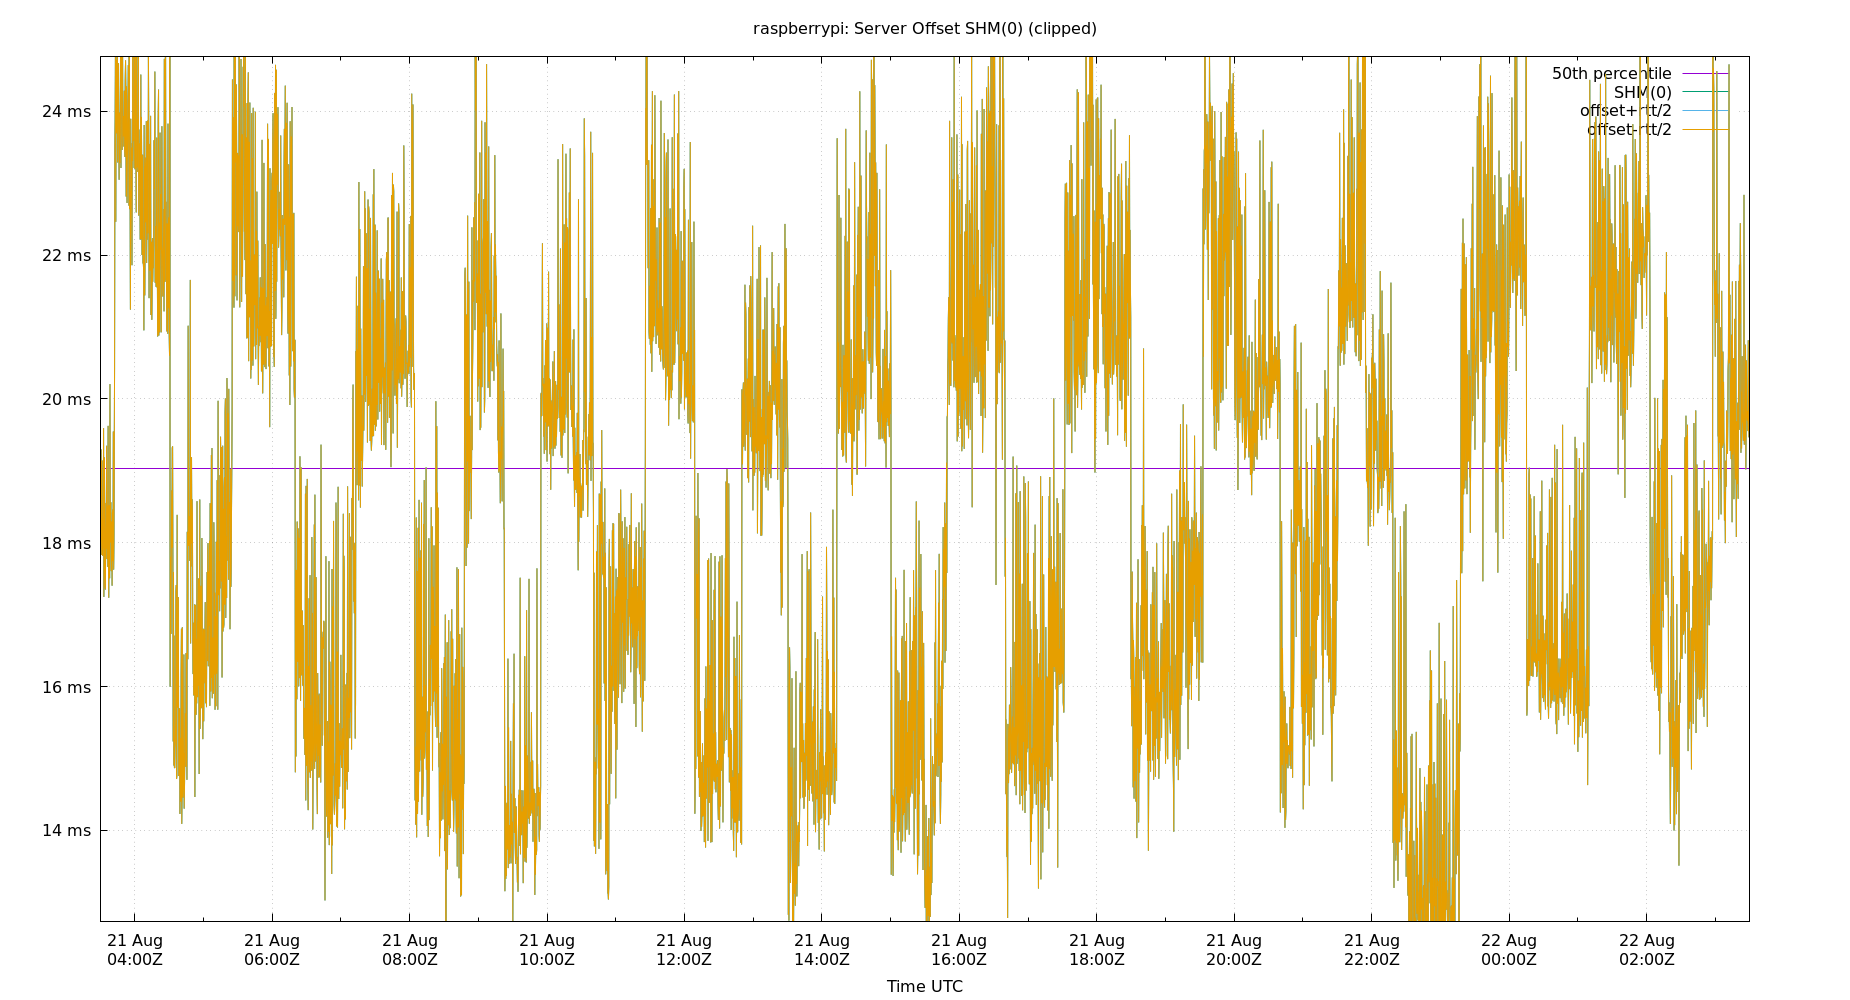 raspberrypi: Server Offset SHM(0) (clipped)
50th percentile
SHM(0)
offset+rtt/2
offset-rtt/2
24 ms
22 ms
20 ms
18 ms
16 ms
14 ms
21 Aug 21 Aug 21 Aug 21 Aug 21 Aug 21 Aug 21 Aug 21 Aug 21 Aug 21 Aug 22 Aug 22 Aug
04:00Z 06:00Z 08:00Z 10:00Z 12:00Z 14:00Z 16:00Z 18:00Z 20:00Z 22:00Z 00:00Z 02:00Z
Time UTC